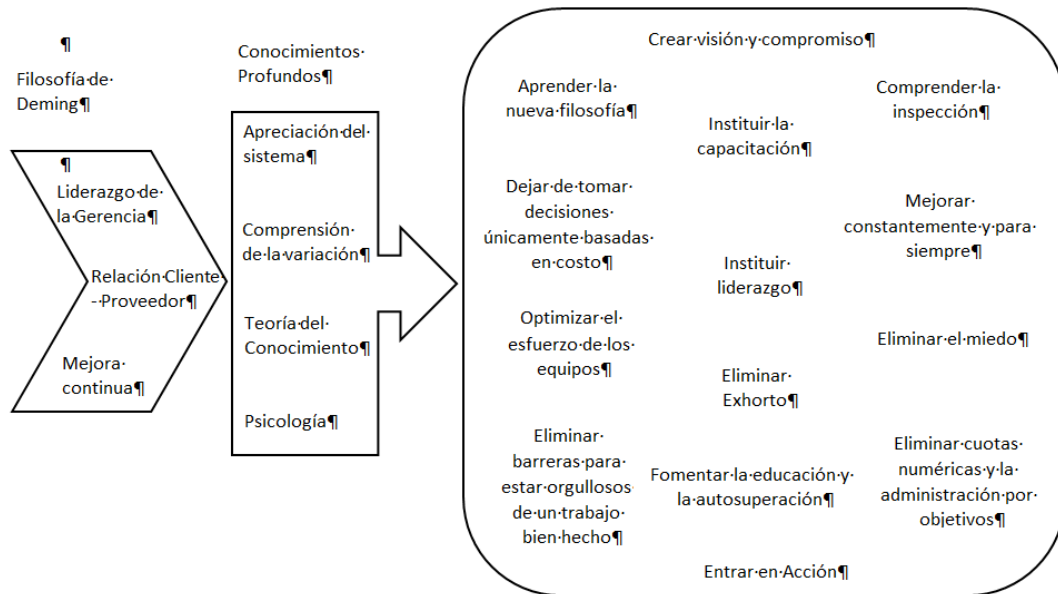 ¶
Filosofía·de·
Deming¶
¶
Liderazgo·de·
la·Gerencia¶
Relación·Cliente·
-·Proveedor¶
Mejora·
continua¶
Conocimientos·
Profundos¶
Apreciación·del·
sistema¶
Comprensión·
de·la·variación¶
Teoría·del·
Conocimiento¶
Psicología¶
Crear·visión·y·compromiso¶
Aprender·la·
nueva·filosofía¶
Instituir·la·
capacitación¶
Comprender·la·
inspección¶
Dejar·de·tomar·
decisiones·
únicamente·basadas·
en·costo¶
Instituir·
liderazgo¶
Mejorar·
constantemente·y·para·
siempre¶
Optimizar·el·
esfuerzo·de·los·
equipos¶
Eliminar·
Exhorto¶
Eliminar·el·miedo¶
Eliminar·
barreras·para·
estar·orgullosos·
de·un·trabajo·
bien·hecho¶
Fomentar·la·educación·y·
la·autosuperación¶
Eliminar·cuotas·
numéricas·y·la·
administración·por·
objetivos¶
Entrar·en·Acción¶